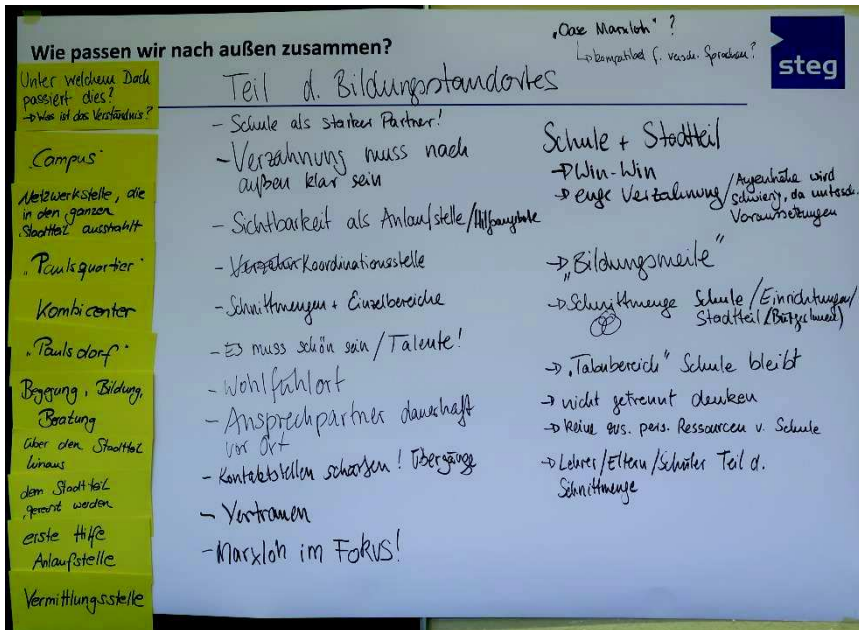 „Oase Marxloh" ?
↳ kompatibel f. versch. Sprachen?
Wie passen wir nach außen zusammen?
steg
Unter welchem Dach
passiert dies?
→ Was ist das Verständnis?
„Campus"
Netzwerkstelle, die
in den ganzen
Stadtteil ausstrahlt
„Paulsquartier"
Kombicenter
„Paulsdorf"
Begegnung, Bildung,
Beratung
über den Stadtteil
hinaus
dem Stadtteil
gerecht werden
erste Hilfe
Anlaufstelle
Vermittlungsstelle
Teil d. Bildungsstandortes
- Schule als starker Partner!
- Verzahnung muss nach
außen klar sein
- Sichtbarkeit als Anlaufstelle/Hilfsangebote
- Koordinationsstelle
- Schnittmengen + Einzelbereiche
- Es muss schön sein / Talente!
- Wohlfühlort
- Ansprechpartner dauerhaft
vor Ort
- Kontaktstellen schaffen! Übergänge
- Vertrauen
- Marxloh im FOKUS!
Schule + Stadtteil
→ Win-Win
→ enge Verzahnung / Augenhöhe wird
schwierig, da untersch.
Voraussetzungen
→ „Bildungsmeile"
→ Schnittmenge Schule / Einrichtungen /
Stadtteil (Bürger/innen)
→ „Tabubereich" Schule bleibt
→ nicht getrennt denken
→ keine pers. Ressourcen v. Schule
→ Lehrer / Eltern / Schüler Teil d.
Schnittmenge